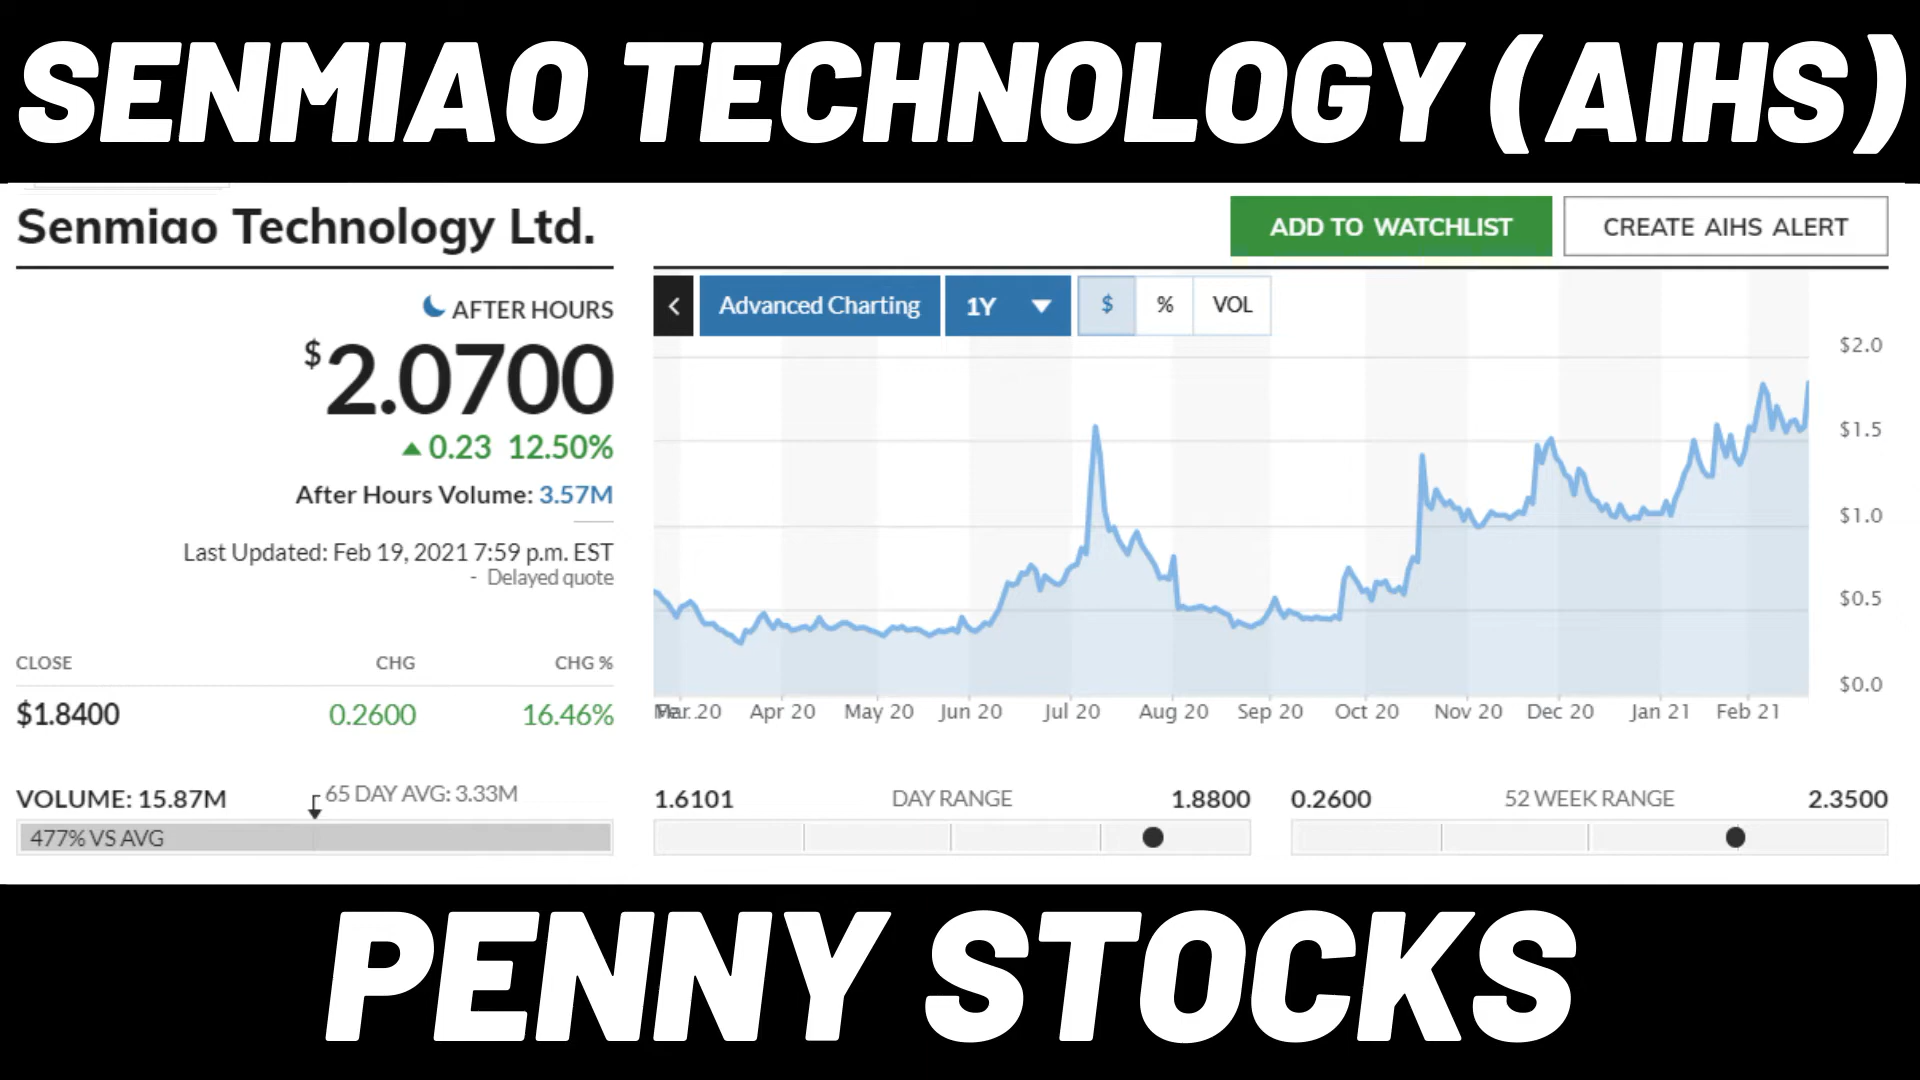 SENMIAO TECHNOLOGY (AIHS)
Senmiao Technology Ltd.
ADD TO WATCHLIST
CREATE AIHS ALERT
AFTER HOURS
$2.0700
0.23 12.50%
After Hours Volume: 3.57M
Last Updated: Feb 19, 2021 7:59 p.m. EST
- Delayed quote
CLOSE CHG CHG %
$1.8400 0.2600 16.46%
VOLUME: 15.87M 65 DAY AVG: 3.33M
477% VS AVG
Advanced Charting 1Y $ % VOL
$2.0
$1.5
$1.0
$0.5
$0.0
20 Apr 20 May 20 Jun 20 Jul 20 Aug 20 Sep 20 Oct 20 Nov 20 Dec 20 Jan 21 Feb 21
1.6101 DAY RANGE 1.8800
0.2600 52 WEEK RANGE 2.3500
PENNY STOCKS